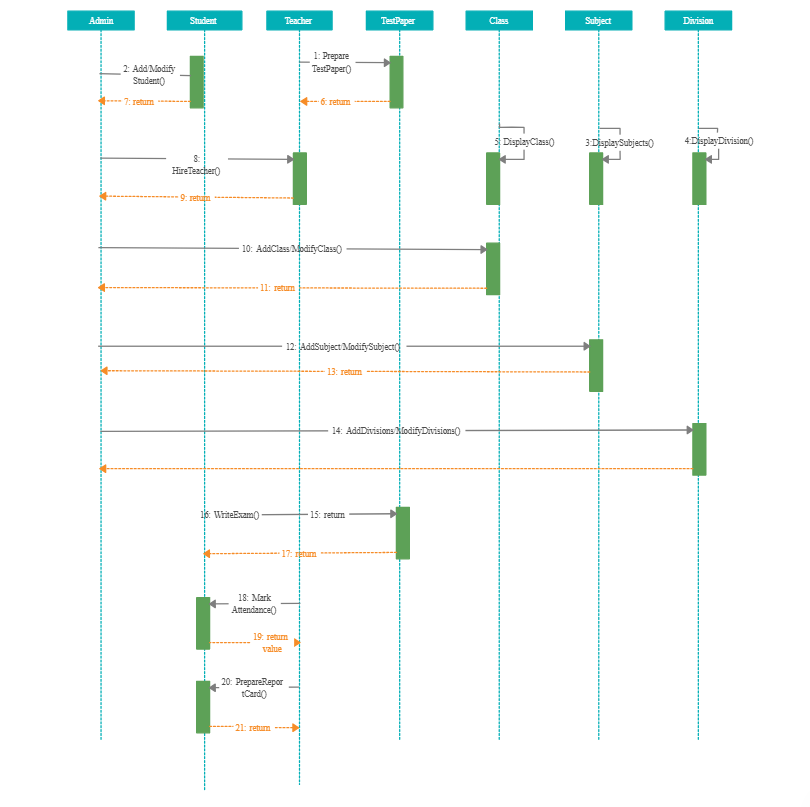 Admin Student Teacher TestPaper Class Subject Division
1: Prepare
TestPaper()
2: Add/Modify
Student()
7: return
6: return
5: DisplayClass()
3:DisplaySubjects()
4:DisplayDivision()
8:
HireTeacher()
9: return
10: AddClass/ModifyClass()
11: return
12: AddSubject/ModifySubject()
13: return
14: AddDivisions/ModifyDivisions()
16: WriteExam()
15: return
17: return
18: Mark
Attendance()
19: return
value
20: PrepareRepor
tCard()
21: return